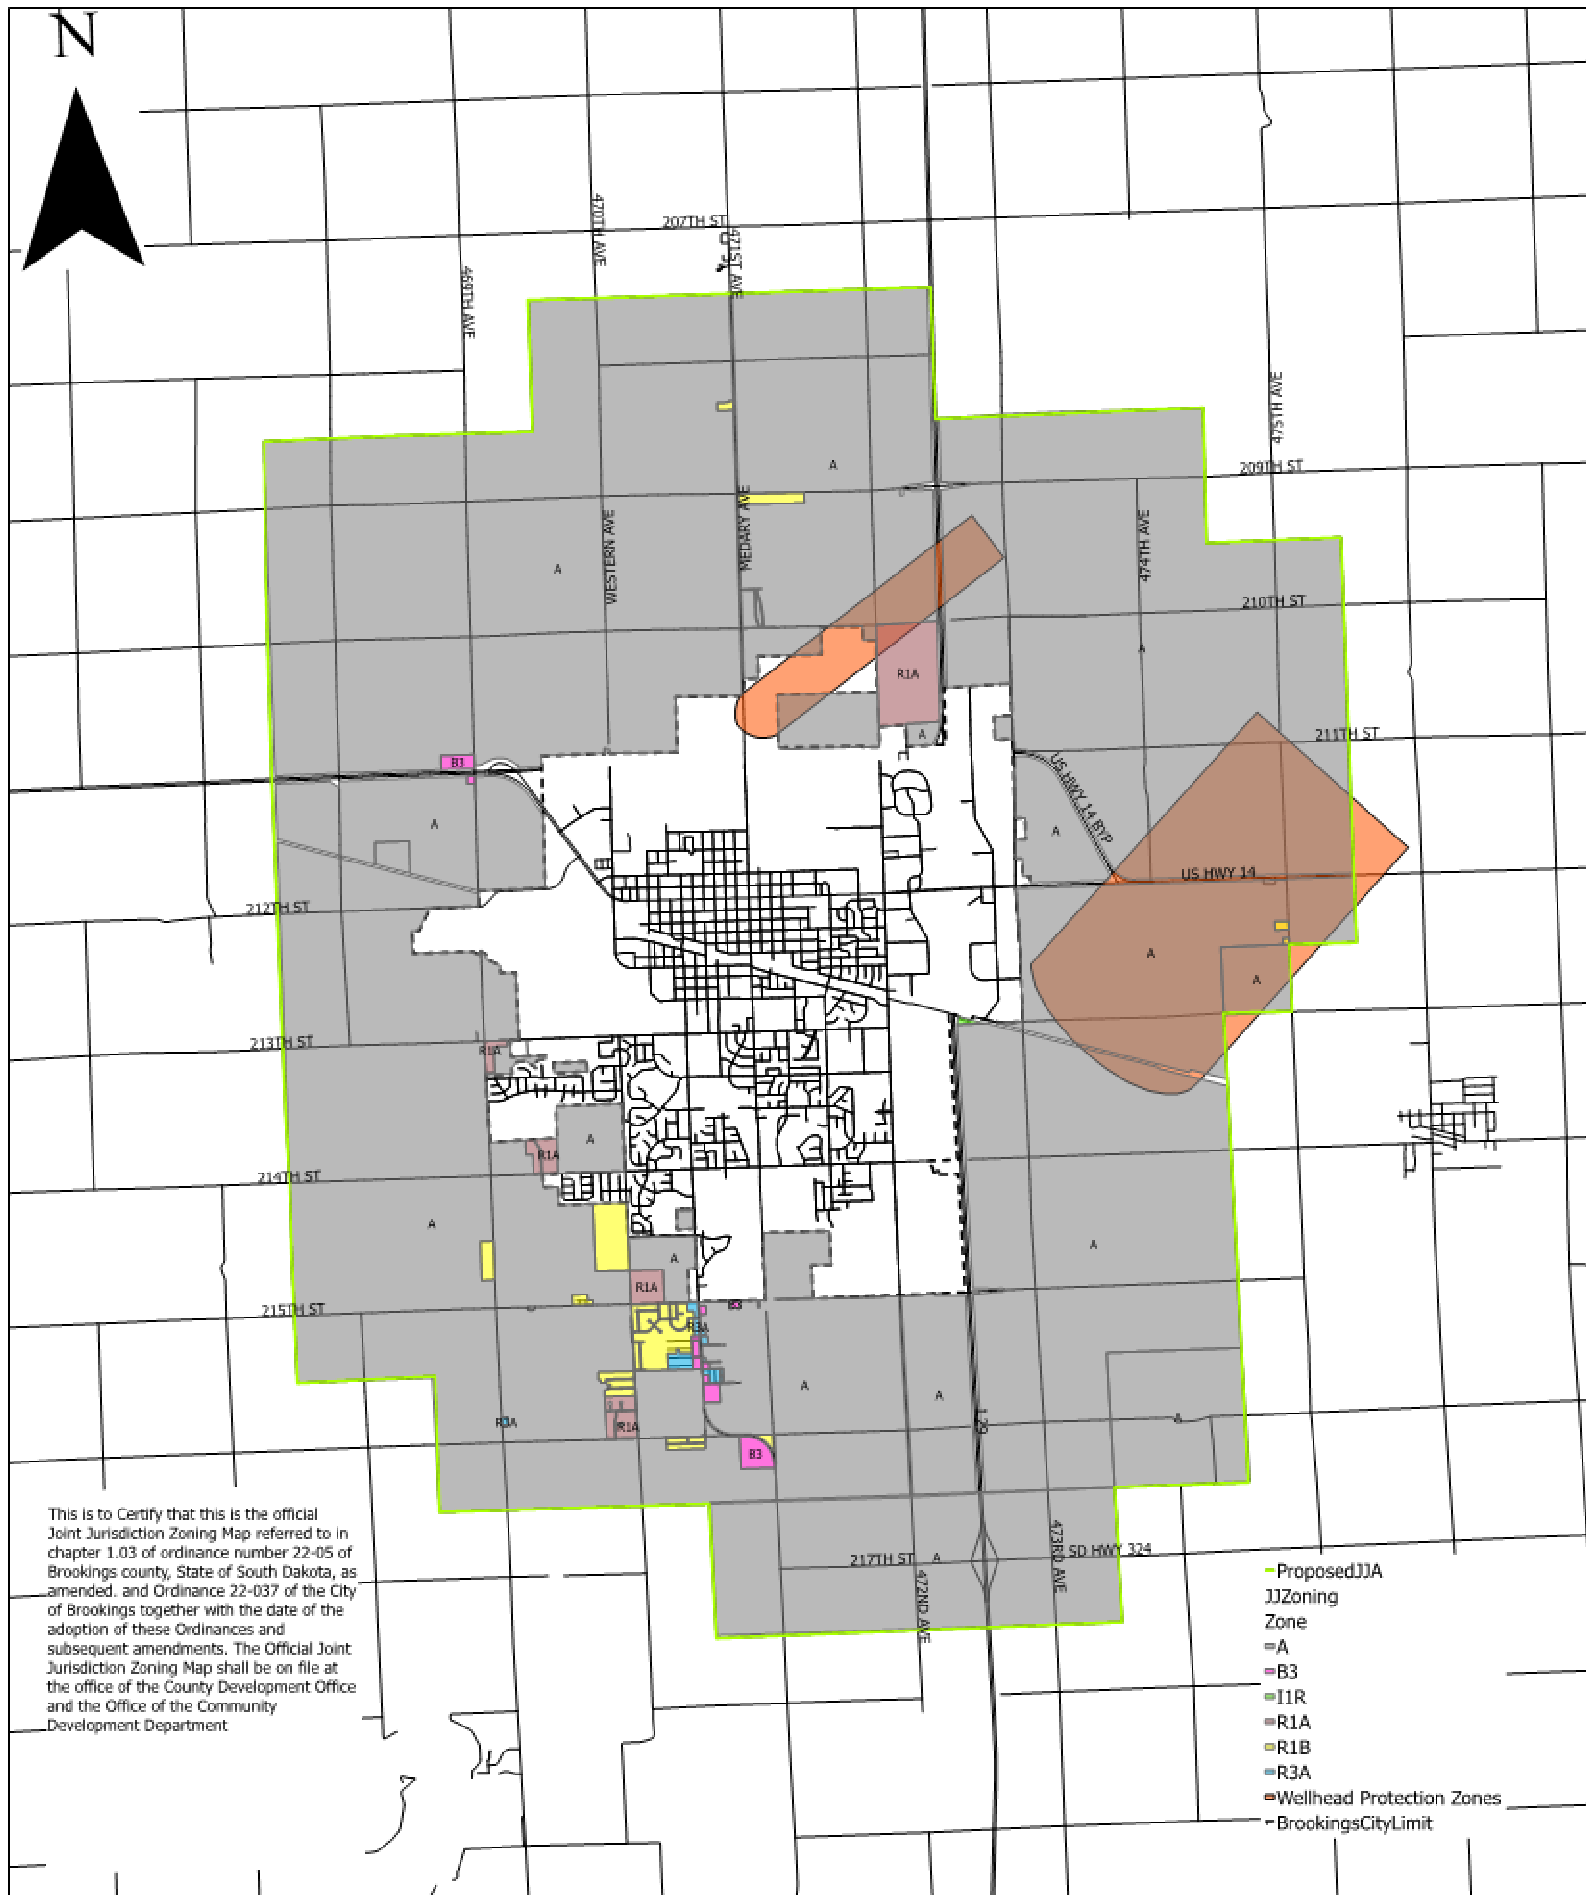 N
207TH ST
470TH AVE
471ST AVE
469TH AVE
475TH AVE
A
209TH ST
MEDARY AVE
WESTERN AVE
474TH AVE
A
210TH ST
A
R1A
A
211TH ST
B3
US HWY 14 BYP
A
A
US HWY 14
212TH ST
A
A
213TH ST
R1A
A
R1A
214TH ST
A
A
A
R1A
215TH ST
R3A
A
A
R3A
R1A
I-29
A
B3
473RD AVE
SD HWY 324
217TH ST
A
472ND AVE
This is to Certify that this is the official
Joint Jurisdiction Zoning Map referred to in
chapter 1.03 of ordinance number 22-05 of
Brookings county, State of South Dakota, as
amended. and Ordinance 22-037 of the City
of Brookings together with the date of the
adoption of these Ordinances and
subsequent amendments. The Official Joint
Jurisdiction Zoning Map shall be on file at
the office of the County Development Office
and the Office of the Community
Development Department
ProposedJJA
JJZoning
Zone
A
B3
I1R
R1A
R1B
R3A
Wellhead Protection Zones
BrookingsCityLimit